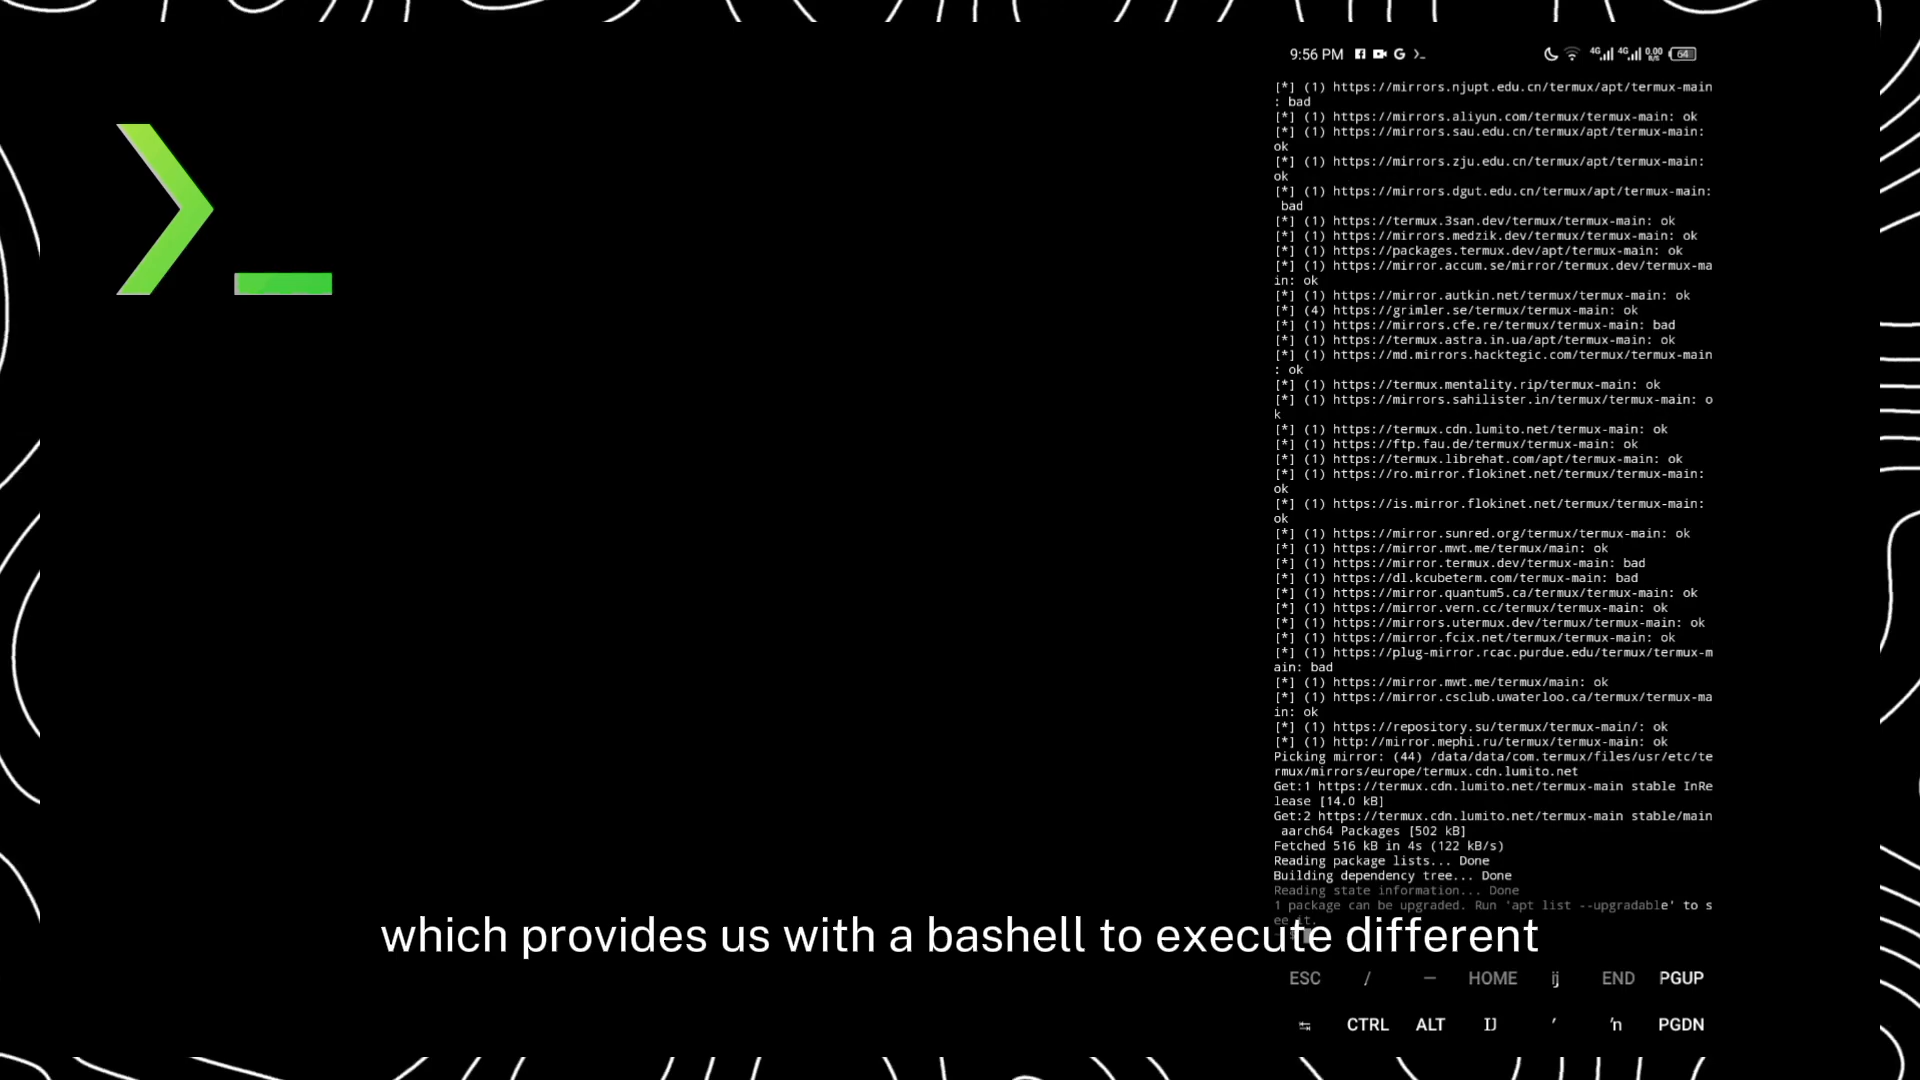 9:56 PM
4G 4G 0.00 B/S 64
[*] (1) https://mirrors.njupt.edu.cn/termux/apt/termux-main
: bad
[*] (1) https://mirrors.aliyun.com/termux/termux-main: ok
[*] (1) https://mirrors.sau.edu.cn/termux/apt/termux-main:
ok
[*] (1) https://mirrors.zju.edu.cn/termux/apt/termux-main:
ok
[*] (1) https://mirrors.dgut.edu.cn/termux/apt/termux-main:
bad
[*] (1) https://termux.3san.dev/termux/termux-main: ok
[*] (1) https://mirrors.medzik.dev/termux/termux-main: ok
[*] (1) https://packages.termux.dev/apt/termux-main: ok
[*] (1) https://mirror.accum.se/mirror/termux.dev/termux-ma
in: ok
[*] (1) https://mirror.autkin.net/termux/termux-main: ok
[*] (4) https://grimler.se/termux/termux-main: ok
[*] (1) https://mirrors.cfe.re/termux/termux-main: bad
[*] (1) https://termux.astra.in.ua/apt/termux-main: ok
[*] (1) https://md.mirrors.hacktegic.com/termux/termux-main
: ok
[*] (1) https://termux.mentality.rip/termux-main: ok
[*] (1) https://mirrors.sahilister.in/termux/termux-main: o
k
[*] (1) https://termux.cdn.lumito.net/termux-main: ok
[*] (1) https://ftp.fau.de/termux/termux-main: ok
[*] (1) https://termux.librehat.com/apt/termux-main: ok
[*] (1) https://ro.mirror.flokinet.net/termux/termux-main:
ok
[*] (1) https://is.mirror.flokinet.net/termux/termux-main:
ok
[*] (1) https://mirror.sunred.org/termux/termux-main: ok
[*] (1) https://mirror.mwt.me/termux/main: ok
[*] (1) https://mirror.termux.dev/termux-main: bad
[*] (1) https://dl.kcubeterm.com/termux-main: bad
[*] (1) https://mirror.quantum5.ca/termux/termux-main: ok
[*] (1) https://mirror.vern.cc/termux/termux-main: ok
[*] (1) https://mirrors.utermux.dev/termux/termux-main: ok
[*] (1) https://mirror.fcix.net/termux/termux-main: ok
[*] (1) https://plug-mirror.rcac.purdue.edu/termux/termux-m
ain: bad
[*] (1) https://mirror.mwt.me/termux/main: ok
[*] (1) https://mirror.csclub.uwaterloo.ca/termux/termux-ma
in: ok
[*] (1) https://repository.su/termux/termux-main/: ok
[*] (1) http://mirror.mephi.ru/termux/termux-main: ok
Picking mirror: (44) /data/data/com.termux/files/usr/etc/te
rmux/mirrors/europe/termux.cdn.lumito.net
Get:1 https://termux.cdn.lumito.net/termux-main stable InRe
lease [14.0 kB]
Get:2 https://termux.cdn.lumito.net/termux-main stable/main
aarch64 Packages [502 kB]
Fetched 516 kB in 4s (122 kB/s)
Reading package lists... Done
Building dependency tree... Done
Reading state information... Done
1 package can be upgraded. Run 'apt list --upgradable' to s
ee it.
which provides us with a bashell to execute different
ESC / — HOME ĳ END PGUP
CTRL ALT Ĳ ′ ŉ PGDN